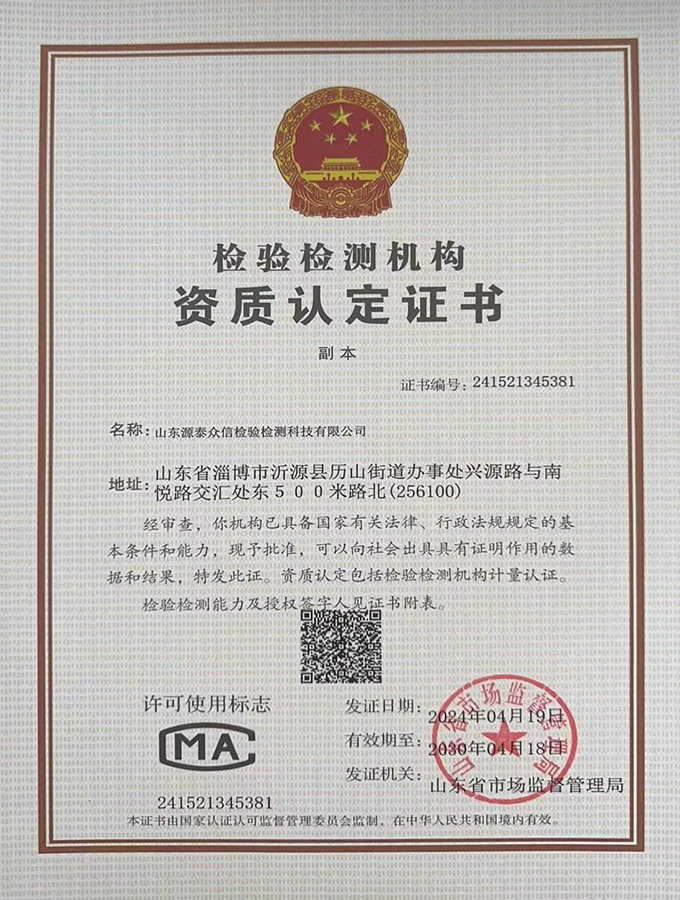 检验检测机构
资质认定证书
副本
证书编号：241521345381
名称：山东源泰众信检验检测科技有限公司
地址：山东省淄博市沂源县历山街道办事处兴源路与南
悦路交汇处东５００米路北(256100)
经审查，你机构已具备国家有关法律、行政法规规定的基
本条件和能力，现予批准，可以向社会出具具有证明作用的数
据和结果，特发此证。资质认定包括检验检测机构计量认证。
检验检测能力及授权签字人见证书附表。
许可使用标志
MA
241521345381
发证日期：2024年04月19日
有效期至：2030年04月18日
发证机关：山东省市场监督管理局
山东省市场监督管理局
本证书由国家认证认可监督管理委员会监制，在中华人民共和国境内有效。